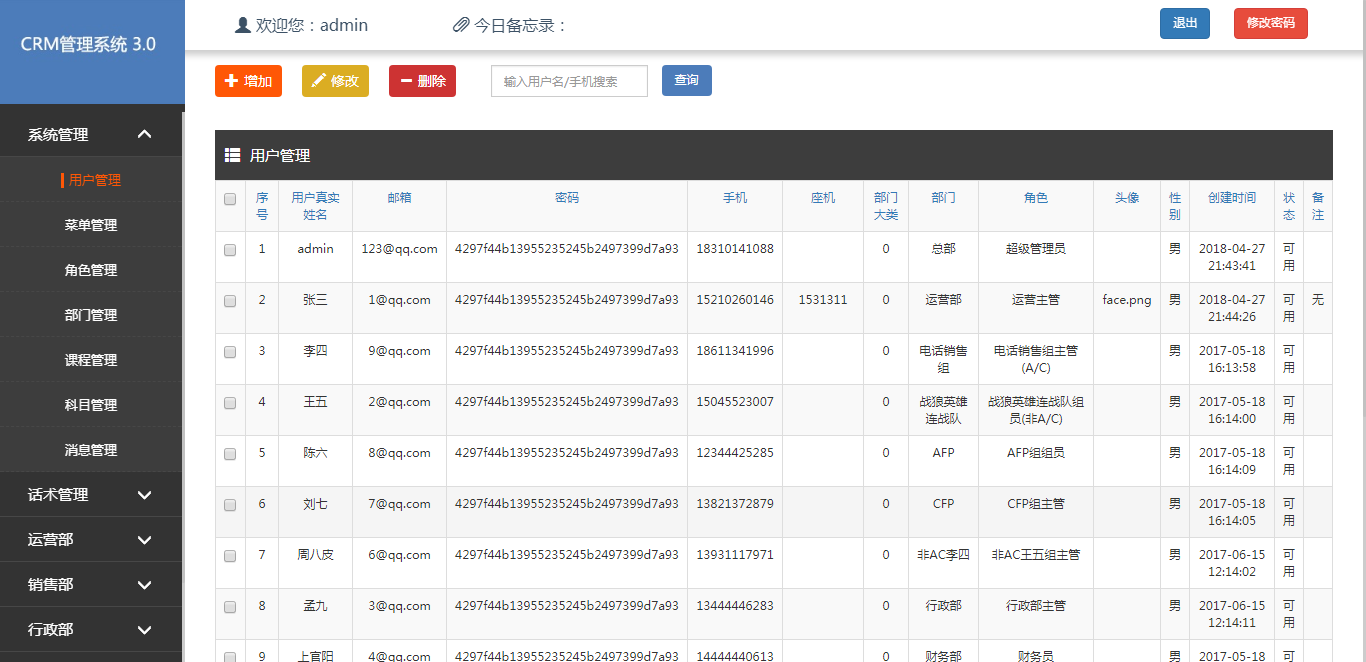 CRM管理系统 3.0
欢迎您：admin
今日备忘录：
退出
修改密码
系统管理
用户管理
菜单管理
角色管理
部门管理
课程管理
科目管理
消息管理
话术管理
运营部
销售部
行政部
增加
修改
删除
输入用户名/手机搜索
查询
用户管理
序号 用户真实姓名 邮箱 密码 手机 座机 部门大类 部门 角色 头像 性别 创建时间 状态 备注
1 admin 123@qq.com 4297f44b13955235245b2497399d7a93 18310141088 0 总部 超级管理员 男 2018-04-27 21:43:41 可用
2 张三 1@qq.com 4297f44b13955235245b2497399d7a93 15210260146 1531311 0 运营部 运营主管 face.png 男 2018-04-27 21:44:26 可用 无
3 李四 9@qq.com 4297f44b13955235245b2497399d7a93 18611341996 0 电话销售组 电话销售组主管(A/C) 男 2017-05-18 16:13:58 可用
4 王五 2@qq.com 4297f44b13955235245b2497399d7a93 15045523007 0 战狼英雄连战队 战狼英雄连战队组员(非A/C) 男 2017-05-18 16:14:00 可用
5 陈六 8@qq.com 4297f44b13955235245b2497399d7a93 12344425285 0 AFP AFP组组员 男 2017-05-18 16:14:09 可用
6 刘七 7@qq.com 4297f44b13955235245b2497399d7a93 13821372879 0 CFP CFP组主管 男 2017-05-18 16:14:05 可用
7 周八皮 6@qq.com 4297f44b13955235245b2497399d7a93 13931117971 0 非AC李四 非AC王五组主管 男 2017-06-15 12:14:02 可用
8 孟九 3@qq.com 4297f44b13955235245b2497399d7a93 13444446283 0 行政部 行政部主管 男 2017-06-15 12:14:11 可用
9 上官阳 4@qq.com 4297f44b13955235245b2497399d7a93 14444440613 0 财务部 财务员 男 2017-05-18 可